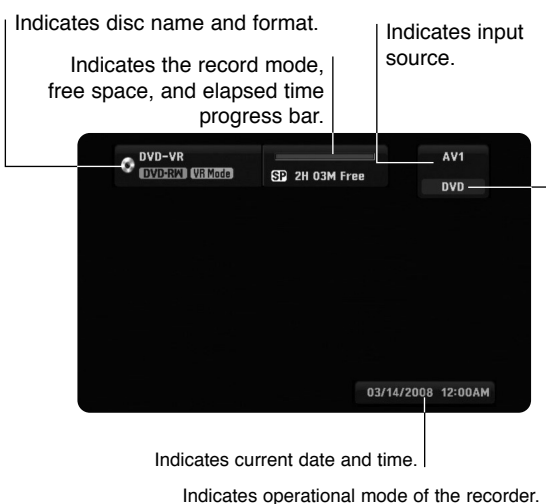 Indicates disc name and format.
Indicates input
source.
Indicates the record mode,
free space, and elapsed time
progress bar.
DVD-VR
DVD-RW VR Mode
SP 2H 03M Free
AV1
DVD
03/14/2008 12:00AM
Indicates current date and time.
Indicates operational mode of the recorder.